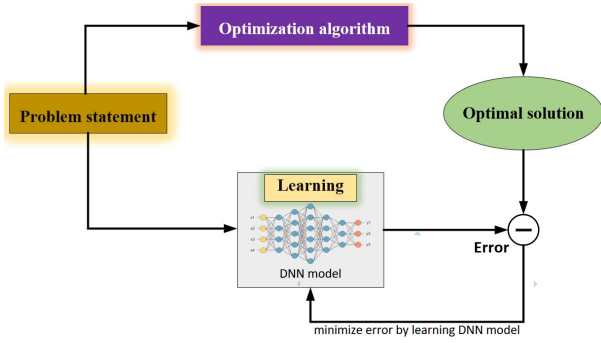 Optimization algorithm
Problem statement
Optimal solution
Learning
DNN model
Error
minimize error by learning DNN model